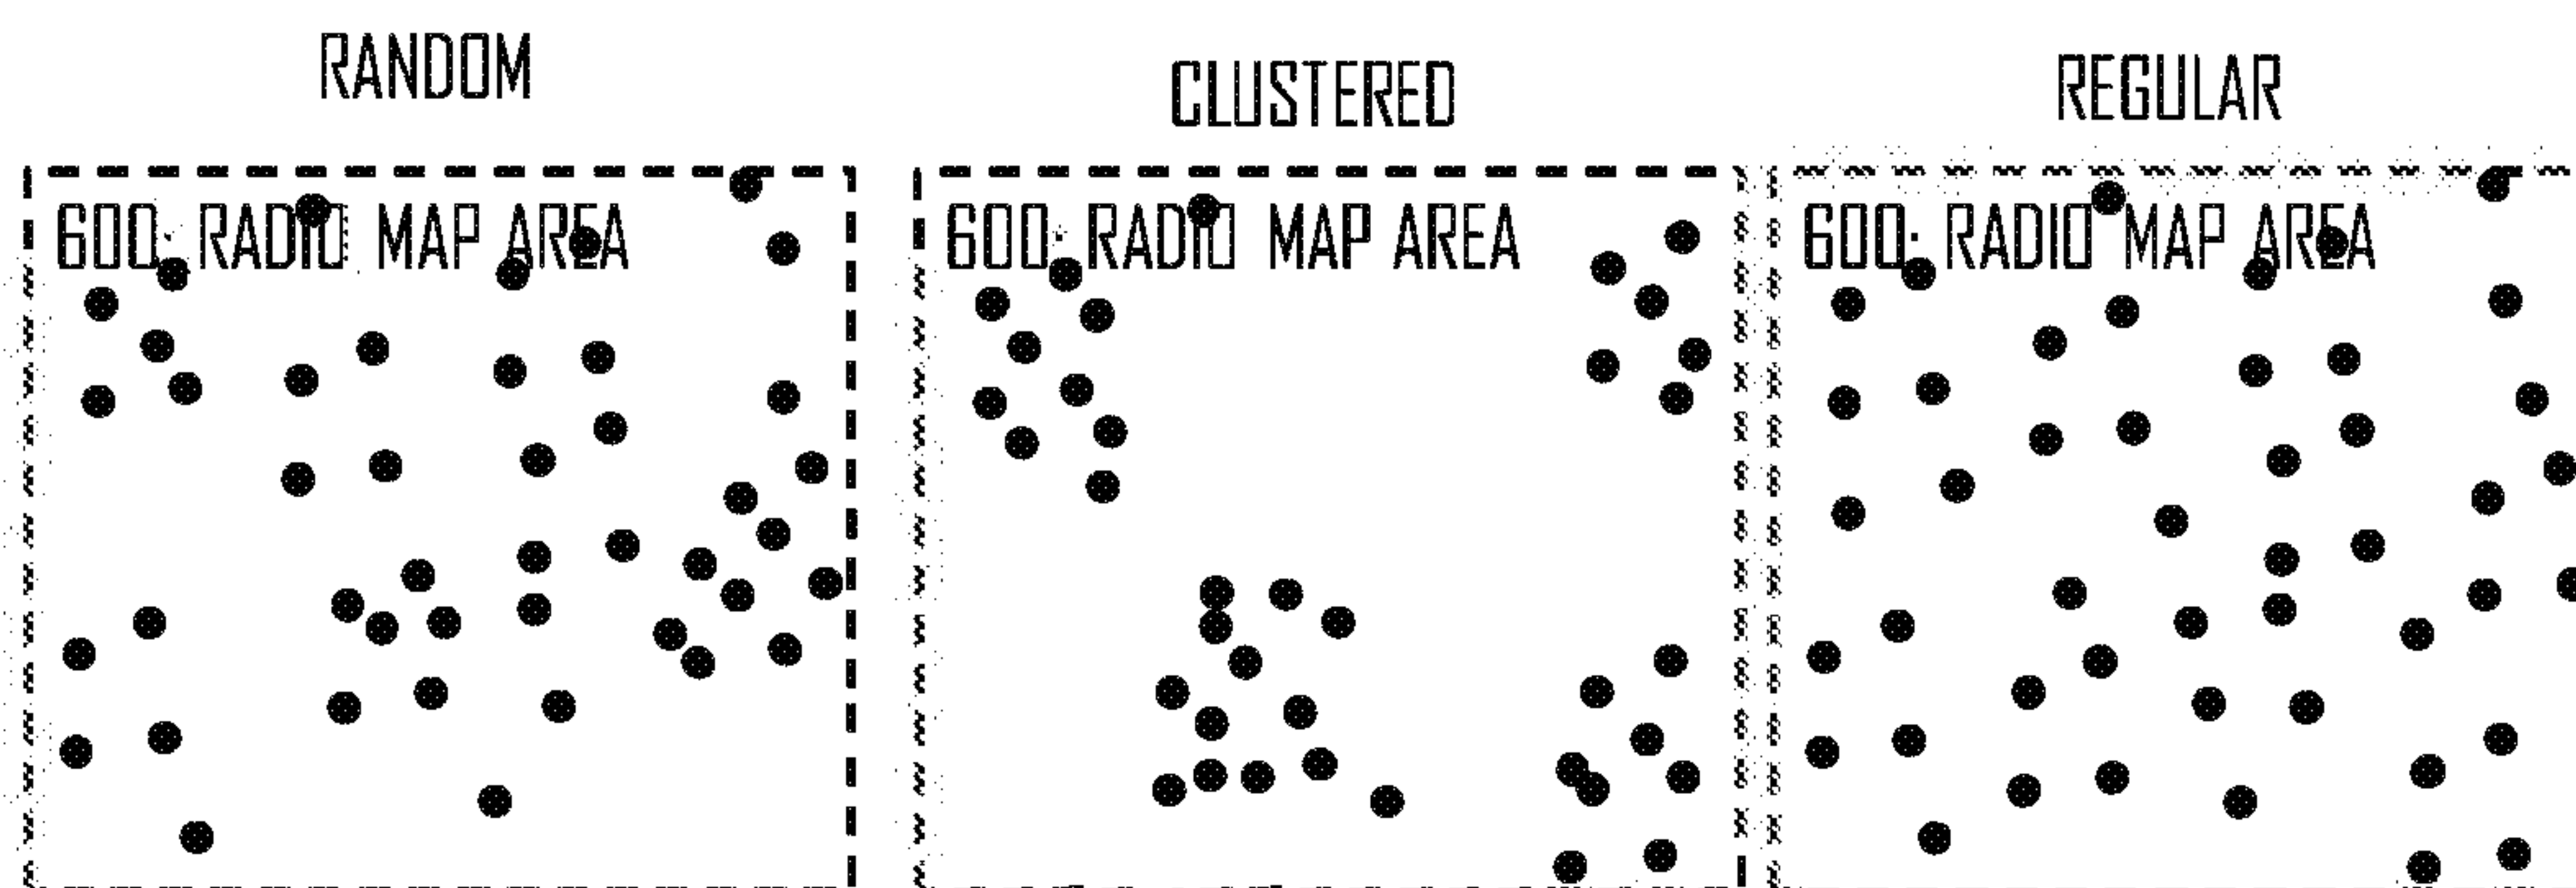 RANDOM
CLUSTERED
REGULAR
600. RADIO MAP AREA
600. RADIO MAP AREA
600. RADIO MAP AREA